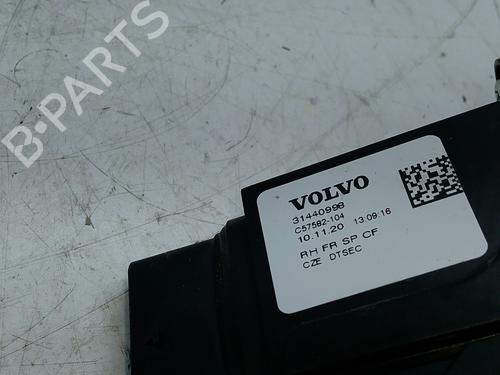 B-PARTS
VOLVO
31440998
C57582-104
10.11.20 13:09:16
RH FR SP CF
CZE DTSEC